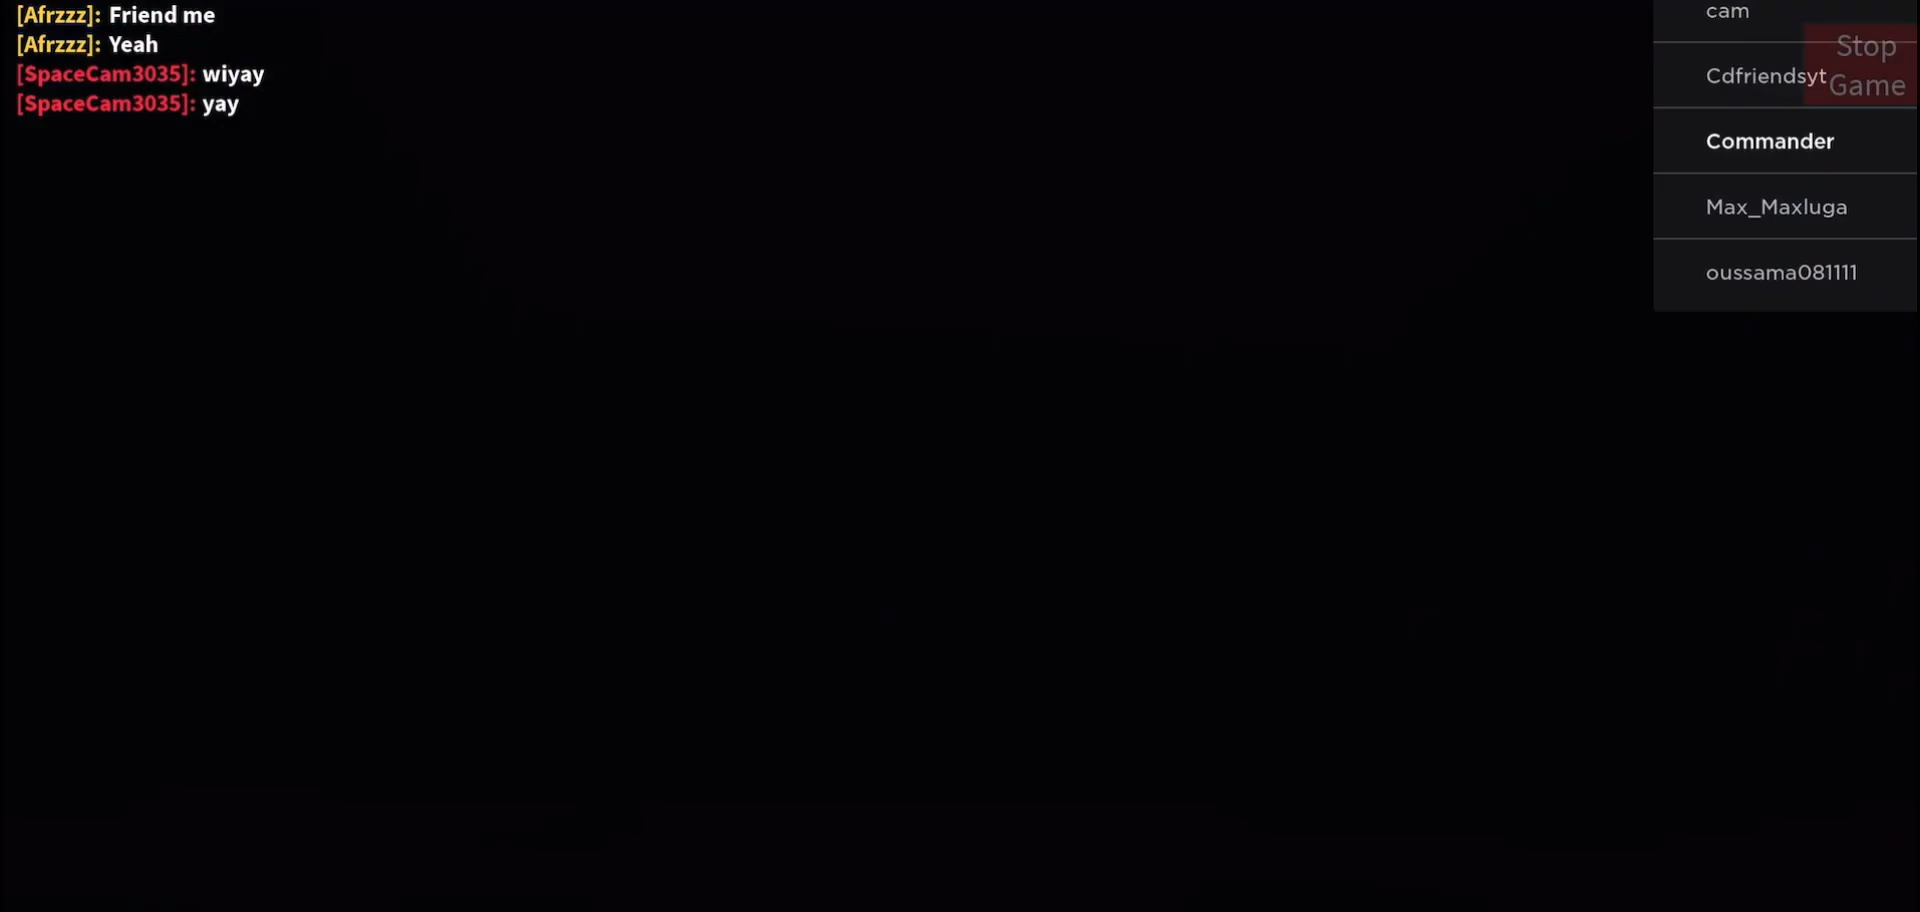 [Afrzzz]: Friend me
[Afrzzz]: Yeah
[SpaceCam3035]: wiyay
[SpaceCam3035]: yay
cam
Cdfriendsyt
Commander
Max_Maxluga
oussama081111
Stop
Game